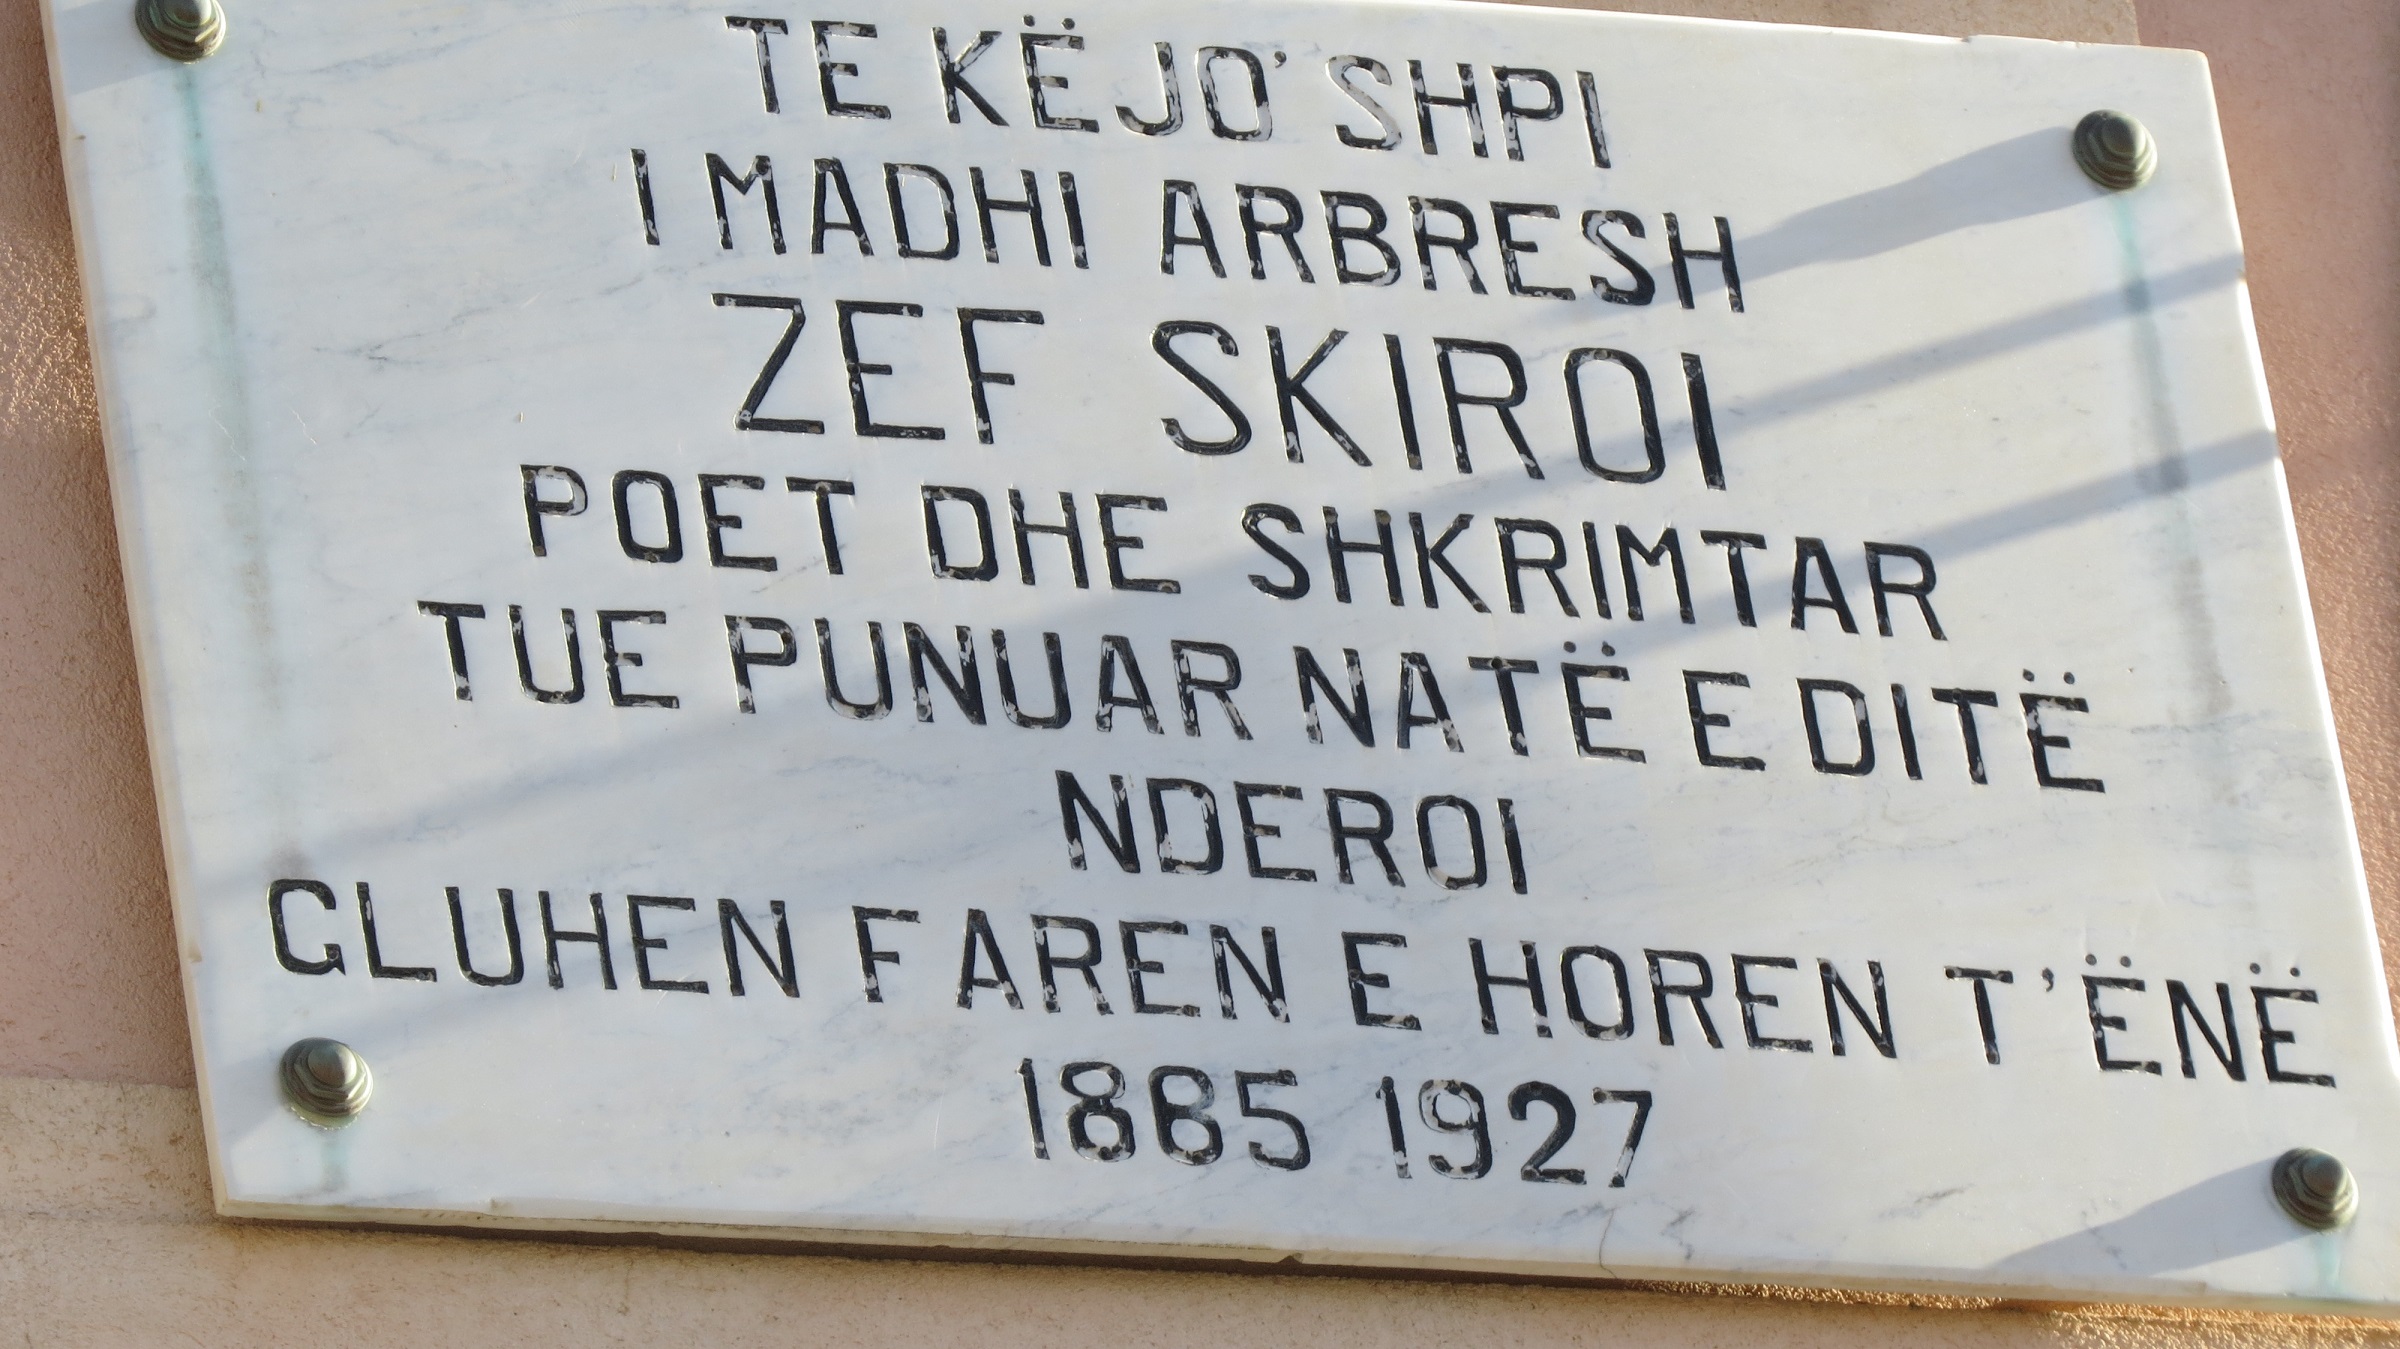 TE KËJO' SHPI
I MADHI ARBRESH
ZEF SKIROI
POET DHE SHKRIMTAR
TUE PUNUAR NATË E DITË
NDEROI
GLUHEN FAREN E HOREN T'ËNË
1865 1927